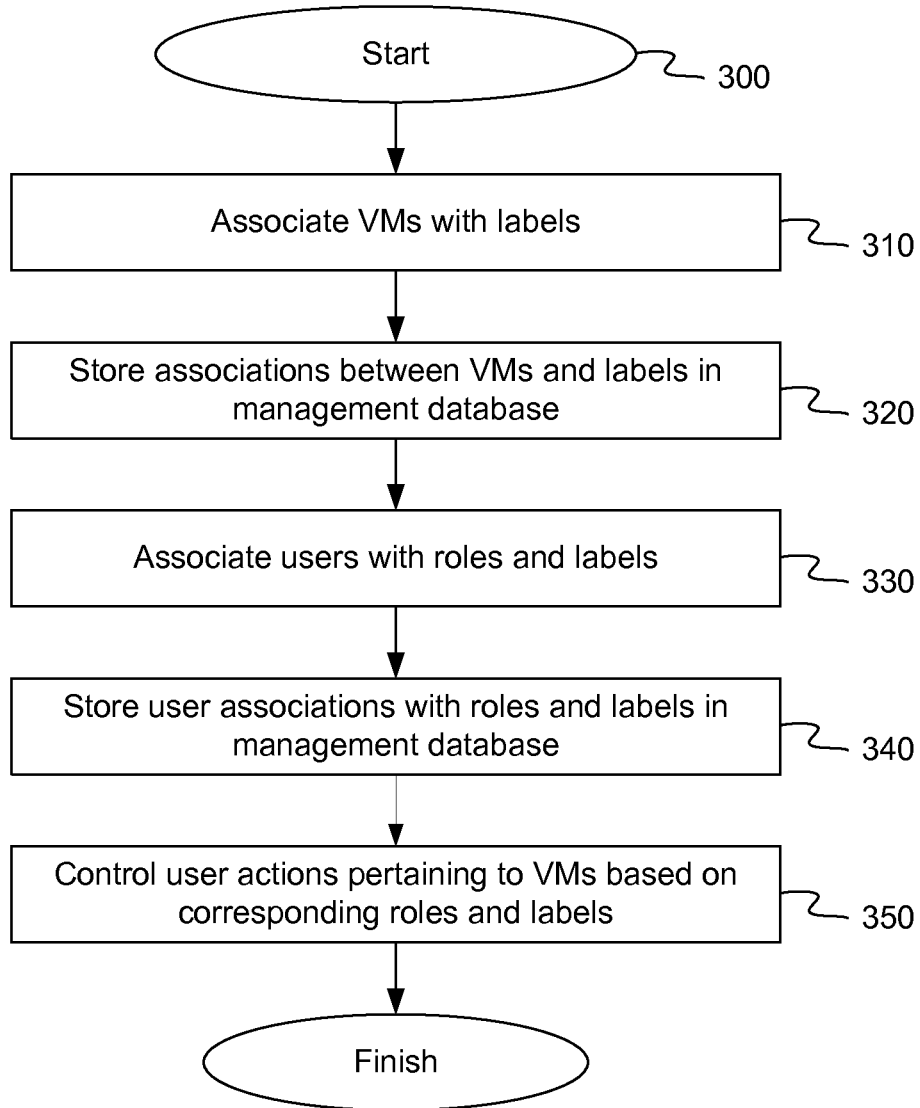 Start
300
Associate VMs with labels
310
Store associations between VMs and labels in
management database
320
Associate users with roles and labels
330
Store user associations with roles and labels in
management database
340
Control user actions pertaining to VMs based on
corresponding roles and labels
350
Finish